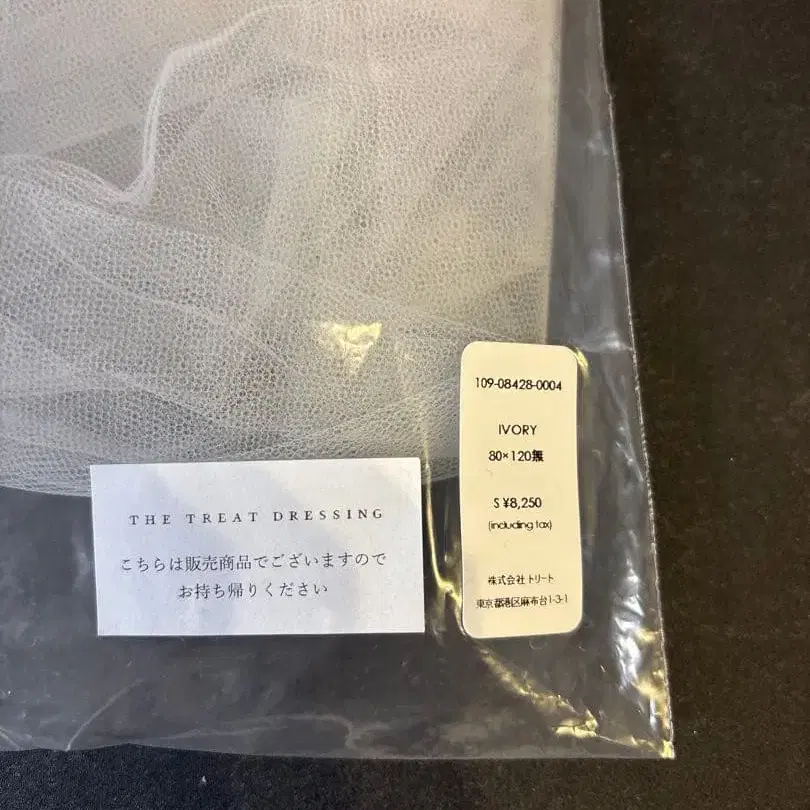 THE TREAT DRESSING
こちらは販売商品でございますので
お持ち帰りください
109-08428-0004
IVORY
80×120無
S ¥8,250
(including tax)
株式会社 トリート
東京都港区麻布台1-3-1